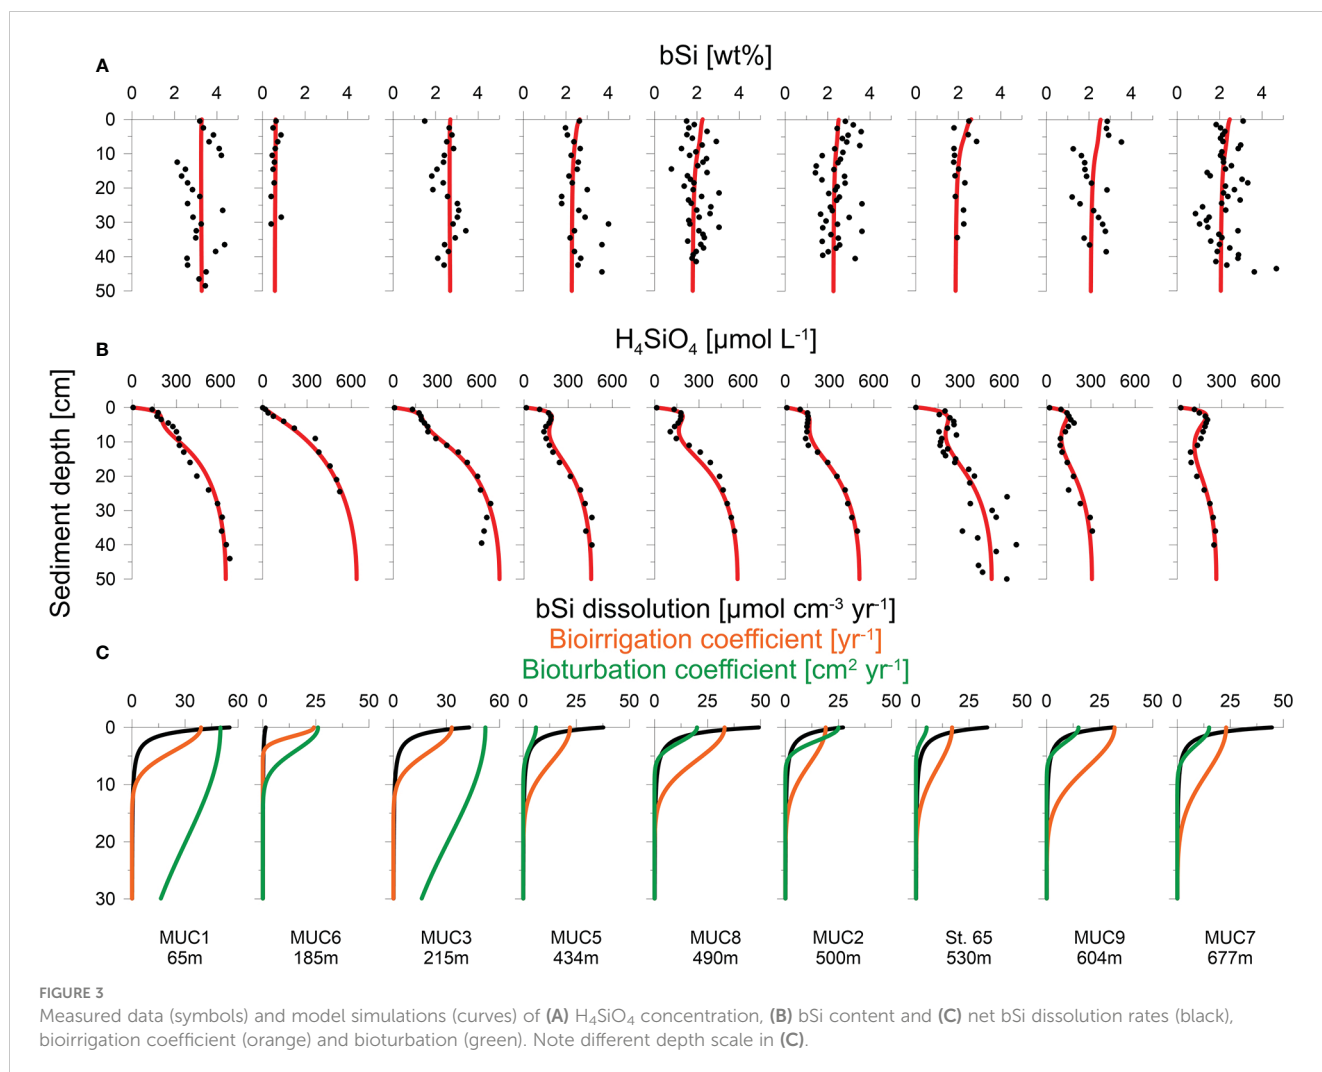 A
bSi [wt%]
0 2 4 0 2 4 0 2 4 0 2 4 0 2 4 0 2 4 0 2 4 0 2 4 0 2 4
0
10
20
30
40
50
B
H4SiO4 [µmol L-1]
0 300 600 0 300 600 0 300 600 0 300 600 0 300 600 0 300 600 0 300 600 0 300 600 0 300 600
0
10
20
30
40
50
Sediment depth [cm]
bSi dissolution [µmol cm-3 yr-1]
Bioirrigation coefficient [yr-1]
C
Bioturbation coefficient [cm2 yr-1]
0 30 60 0 25 50 0 30 60 0 25 50 0 25 50 0 25 50 0 25 50 0 25 50 0 25 50
0
10
20
30
MUC1 MUC6 MUC3 MUC5 MUC8 MUC2 St. 65 MUC9 MUC7
65m 185m 215m 434m 490m 500m 530m 604m 677m
FIGURE 3
Measured data (symbols) and model simulations (curves) of (A) H4SiO4 concentration, (B) bSi content and (C) net bSi dissolution rates (black),
bioirrigation coefficient (orange) and bioturbation (green). Note different depth scale in (C).